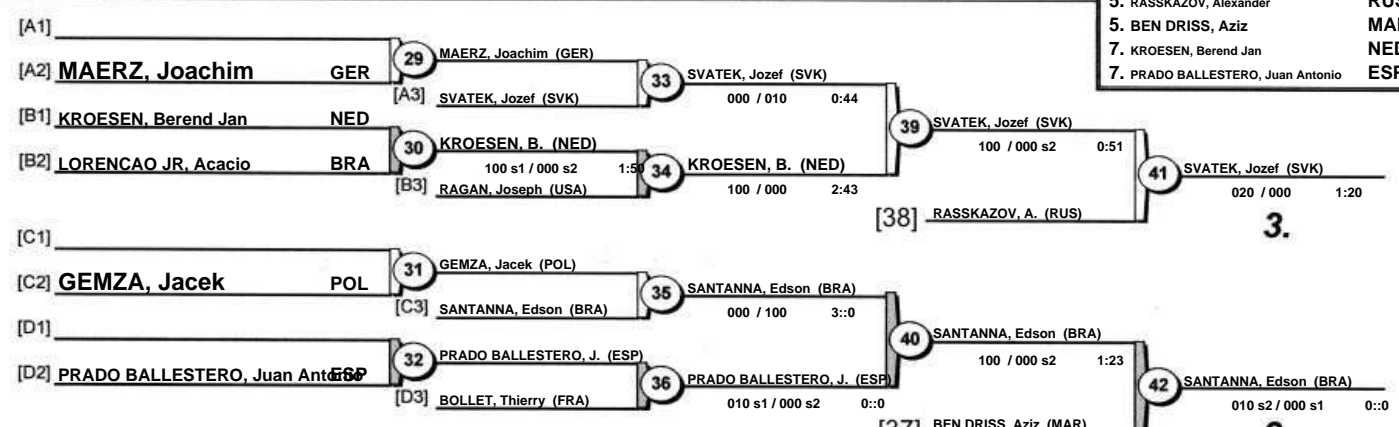 5. RASSKAZOV, Alexander RUS
5. BEN DRISS, Aziz MAR
7. KROESEN, Berend Jan NED
7. PRADO BALLESTERO, Juan Antonio ESP
[A1]
[A2] MAERZ, Joachim GER
29 MAERZ, Joachim (GER)
[A3] SVATEK, Jozef (SVK)
33 SVATEK, Jozef (SVK)
000 / 010 0:44
[B1] KROESEN, Berend Jan NED
[B2] LORENCAO JR, Acacio BRA
30 KROESEN, B. (NED)
100 s1 / 000 s2 1:50
[B3] RAGAN, Joseph (USA)
34 KROESEN, B. (NED)
100 / 000 2:43
39 SVATEK, Jozef (SVK)
100 / 000 s2 0:51
[38] RASSKAZOV, A. (RUS)
41 SVATEK, Jozef (SVK)
020 / 000 1:20
3.
[C1]
[C2] GEMZA, Jacek POL
31 GEMZA, Jacek (POL)
[C3] SANTANNA, Edson (BRA)
35 SANTANNA, Edson (BRA)
000 / 100 3::0
[D1]
[D2] PRADO BALLESTERO, Juan Antonio ESP
32 PRADO BALLESTERO, J. (ESP)
[D3] BOLLET, Thierry (FRA)
36 PRADO BALLESTERO, J. (ESP)
010 s1 / 000 s2 0::0
40 SANTANNA, Edson (BRA)
100 / 000 s2 1:23
[37] BEN DRISS, Aziz (MAR)
42 SANTANNA, Edson (BRA)
010 s2 / 000 s1 0::0